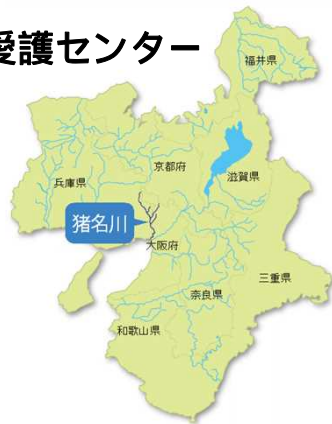 愛護センター
福井県
京都府
滋賀県
兵庫県
猪名川
大阪府
三重県
奈良県
和歌山県